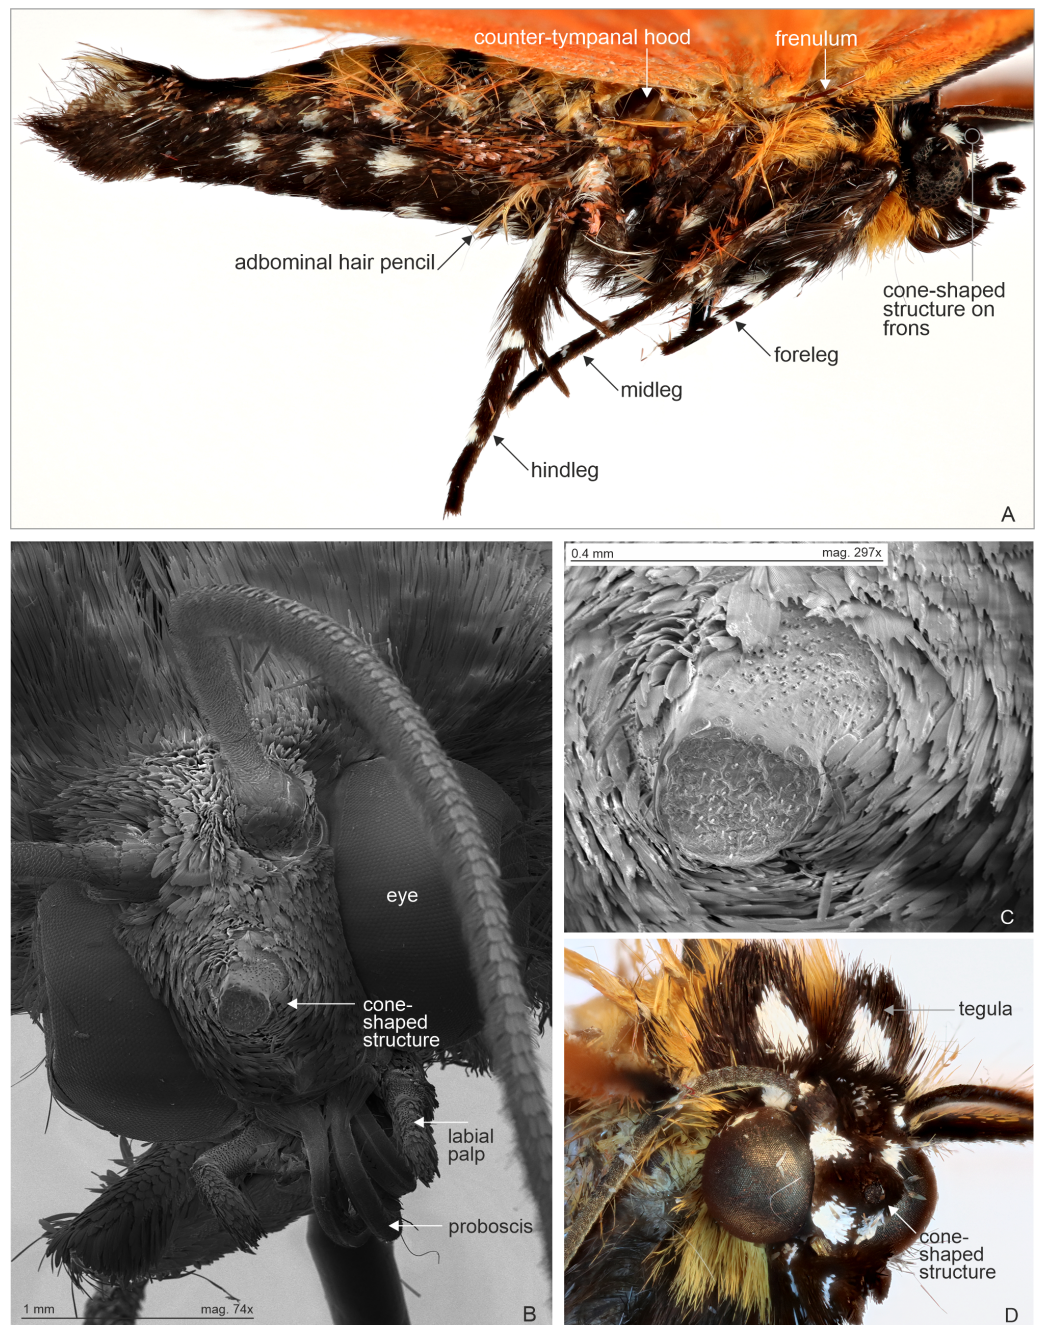 counter-tympanal hood
frenulum
adbominal hair pencil
cone-shaped
structure on
frons
foreleg
midleg
hindleg
A
0.4 mm mag. 297x
eye
cone-
shaped
structure
labial
palp
proboscis
1 mm mag. 74x
B
C
tegula
cone-
shaped
structure
D